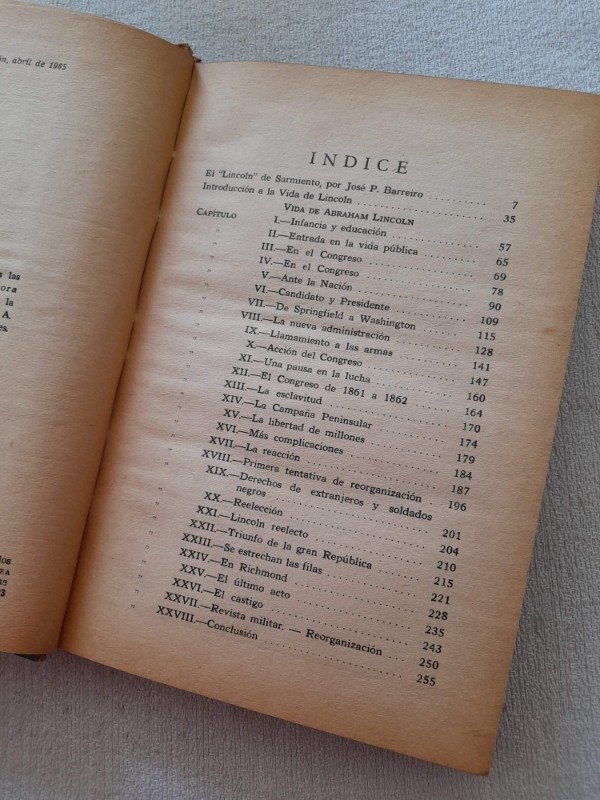 ón, abril de 1965
s las
ora
la
A.
es.
los
INDICE
El "Lincoln" de Sarmiento, por José P. Barreiro .......... 7
Introducción a la Vida de Lincoln .......... 35
VIDA DE ABRAHAM LINCOLN
CAPÍTULO I.—Infancia y educación .......... 57
" II.—Entrada en la vida pública .......... 65
" III.—En el Congreso .......... 69
" IV.—En el Congreso .......... 78
" V.—Ante la Nación .......... 90
" VI.—Candidato y Presidente .......... 109
" VII.—De Springfield a Washington .......... 115
" VIII.—La nueva administración .......... 128
" IX.—Llamamiento a las armas .......... 141
" X.—Acción del Congreso .......... 147
" XI.—Una pausa en la lucha .......... 160
" XII.—El Congreso de 1861 a 1862 .......... 164
" XIII.—La esclavitud .......... 170
" XIV.—La Campaña Peninsular .......... 174
" XV.—La libertad de millones .......... 179
" XVI.—Más complicaciones .......... 184
" XVII.—La reacción .......... 187
" XVIII.—Primera tentativa de reorganización .......... 196
" XIX.—Derechos de extranjeros y soldados
negros .......... 201
" XX.—Reelección .......... 204
" XXI.—Lincoln reelecto .......... 210
" XXII.—Triunfo de la gran República .......... 215
" XXIII.—Se estrechan las filas .......... 221
" XXIV.—En Richmond .......... 228
" XXV.—El último acto .......... 235
" XXVI.—El castigo .......... 243
" XXVII.—Revista militar. — Reorganización .......... 250
" XXVIII.—Conclusión .......... 255